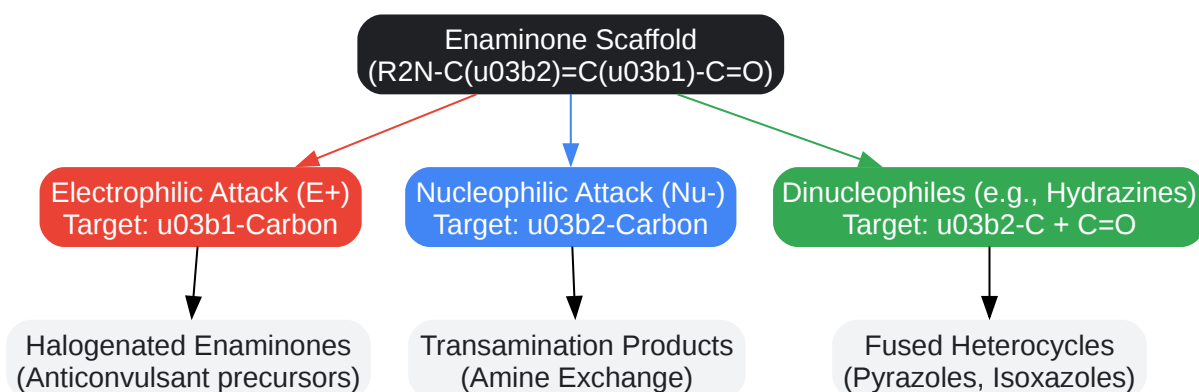 Enaminone Scaffold
(R2N-C(u03b2)=C(u03b1)-C=O)
Electrophilic Attack (E+)
Target: u03b1-Carbon
Nucleophilic Attack (Nu-)
Target: u03b2-Carbon
Dinucleophiles (e.g., Hydrazines)
Target: u03b2-C + C=O
Halogenated Enaminones
(Anticonvulsant precursors)
Transamination Products
(Amine Exchange)
Fused Heterocycles
(Pyrazoles, Isoxazoles)